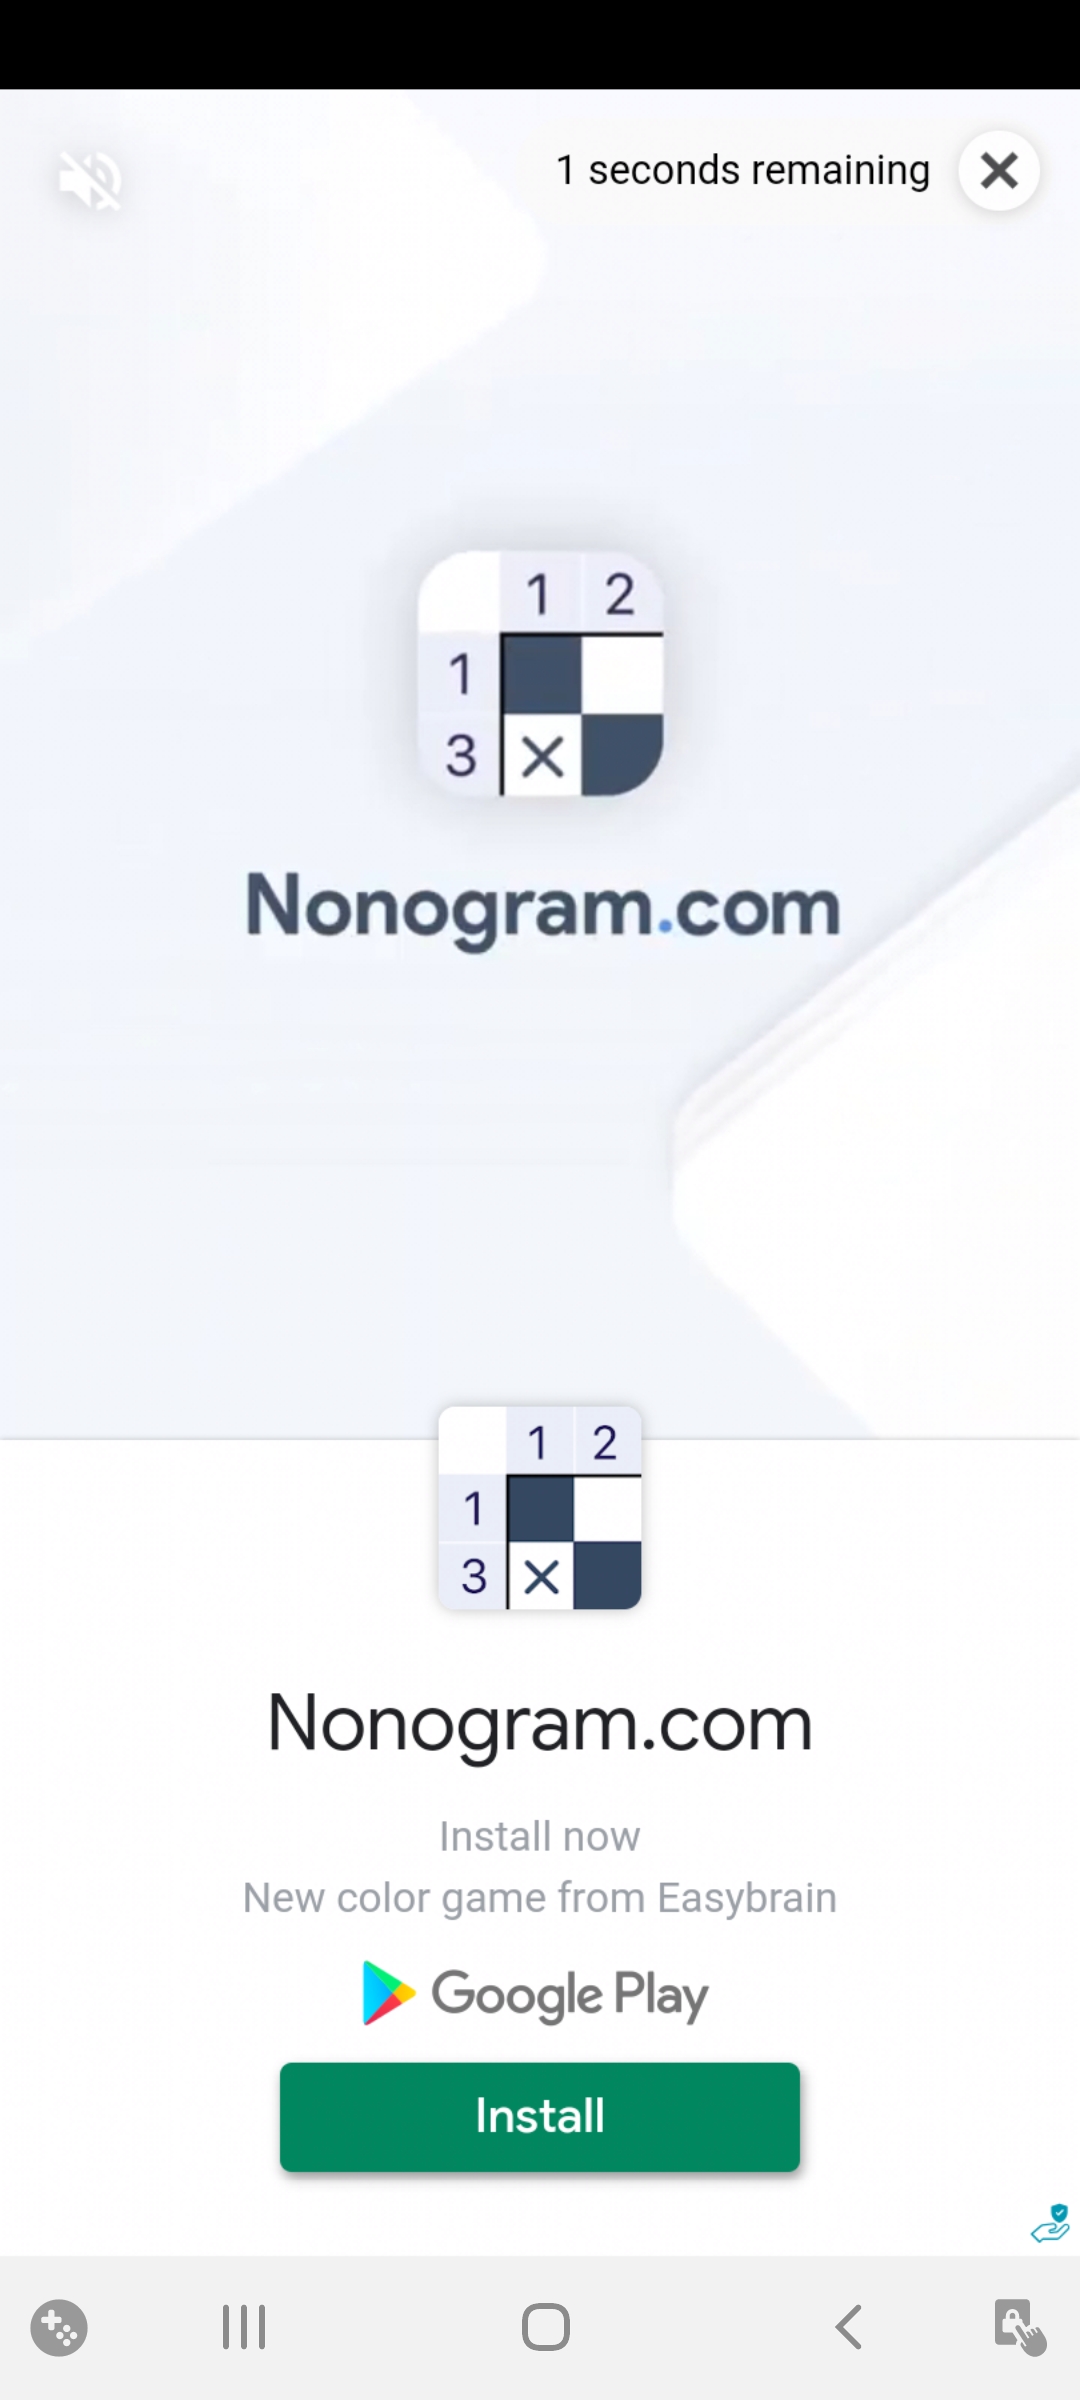 1 seconds remaining
1 2
1
3
Nonogram.com
1 2
1
3
Nonogram.com
Install now
New color game from Easybrain
Google Play
Install